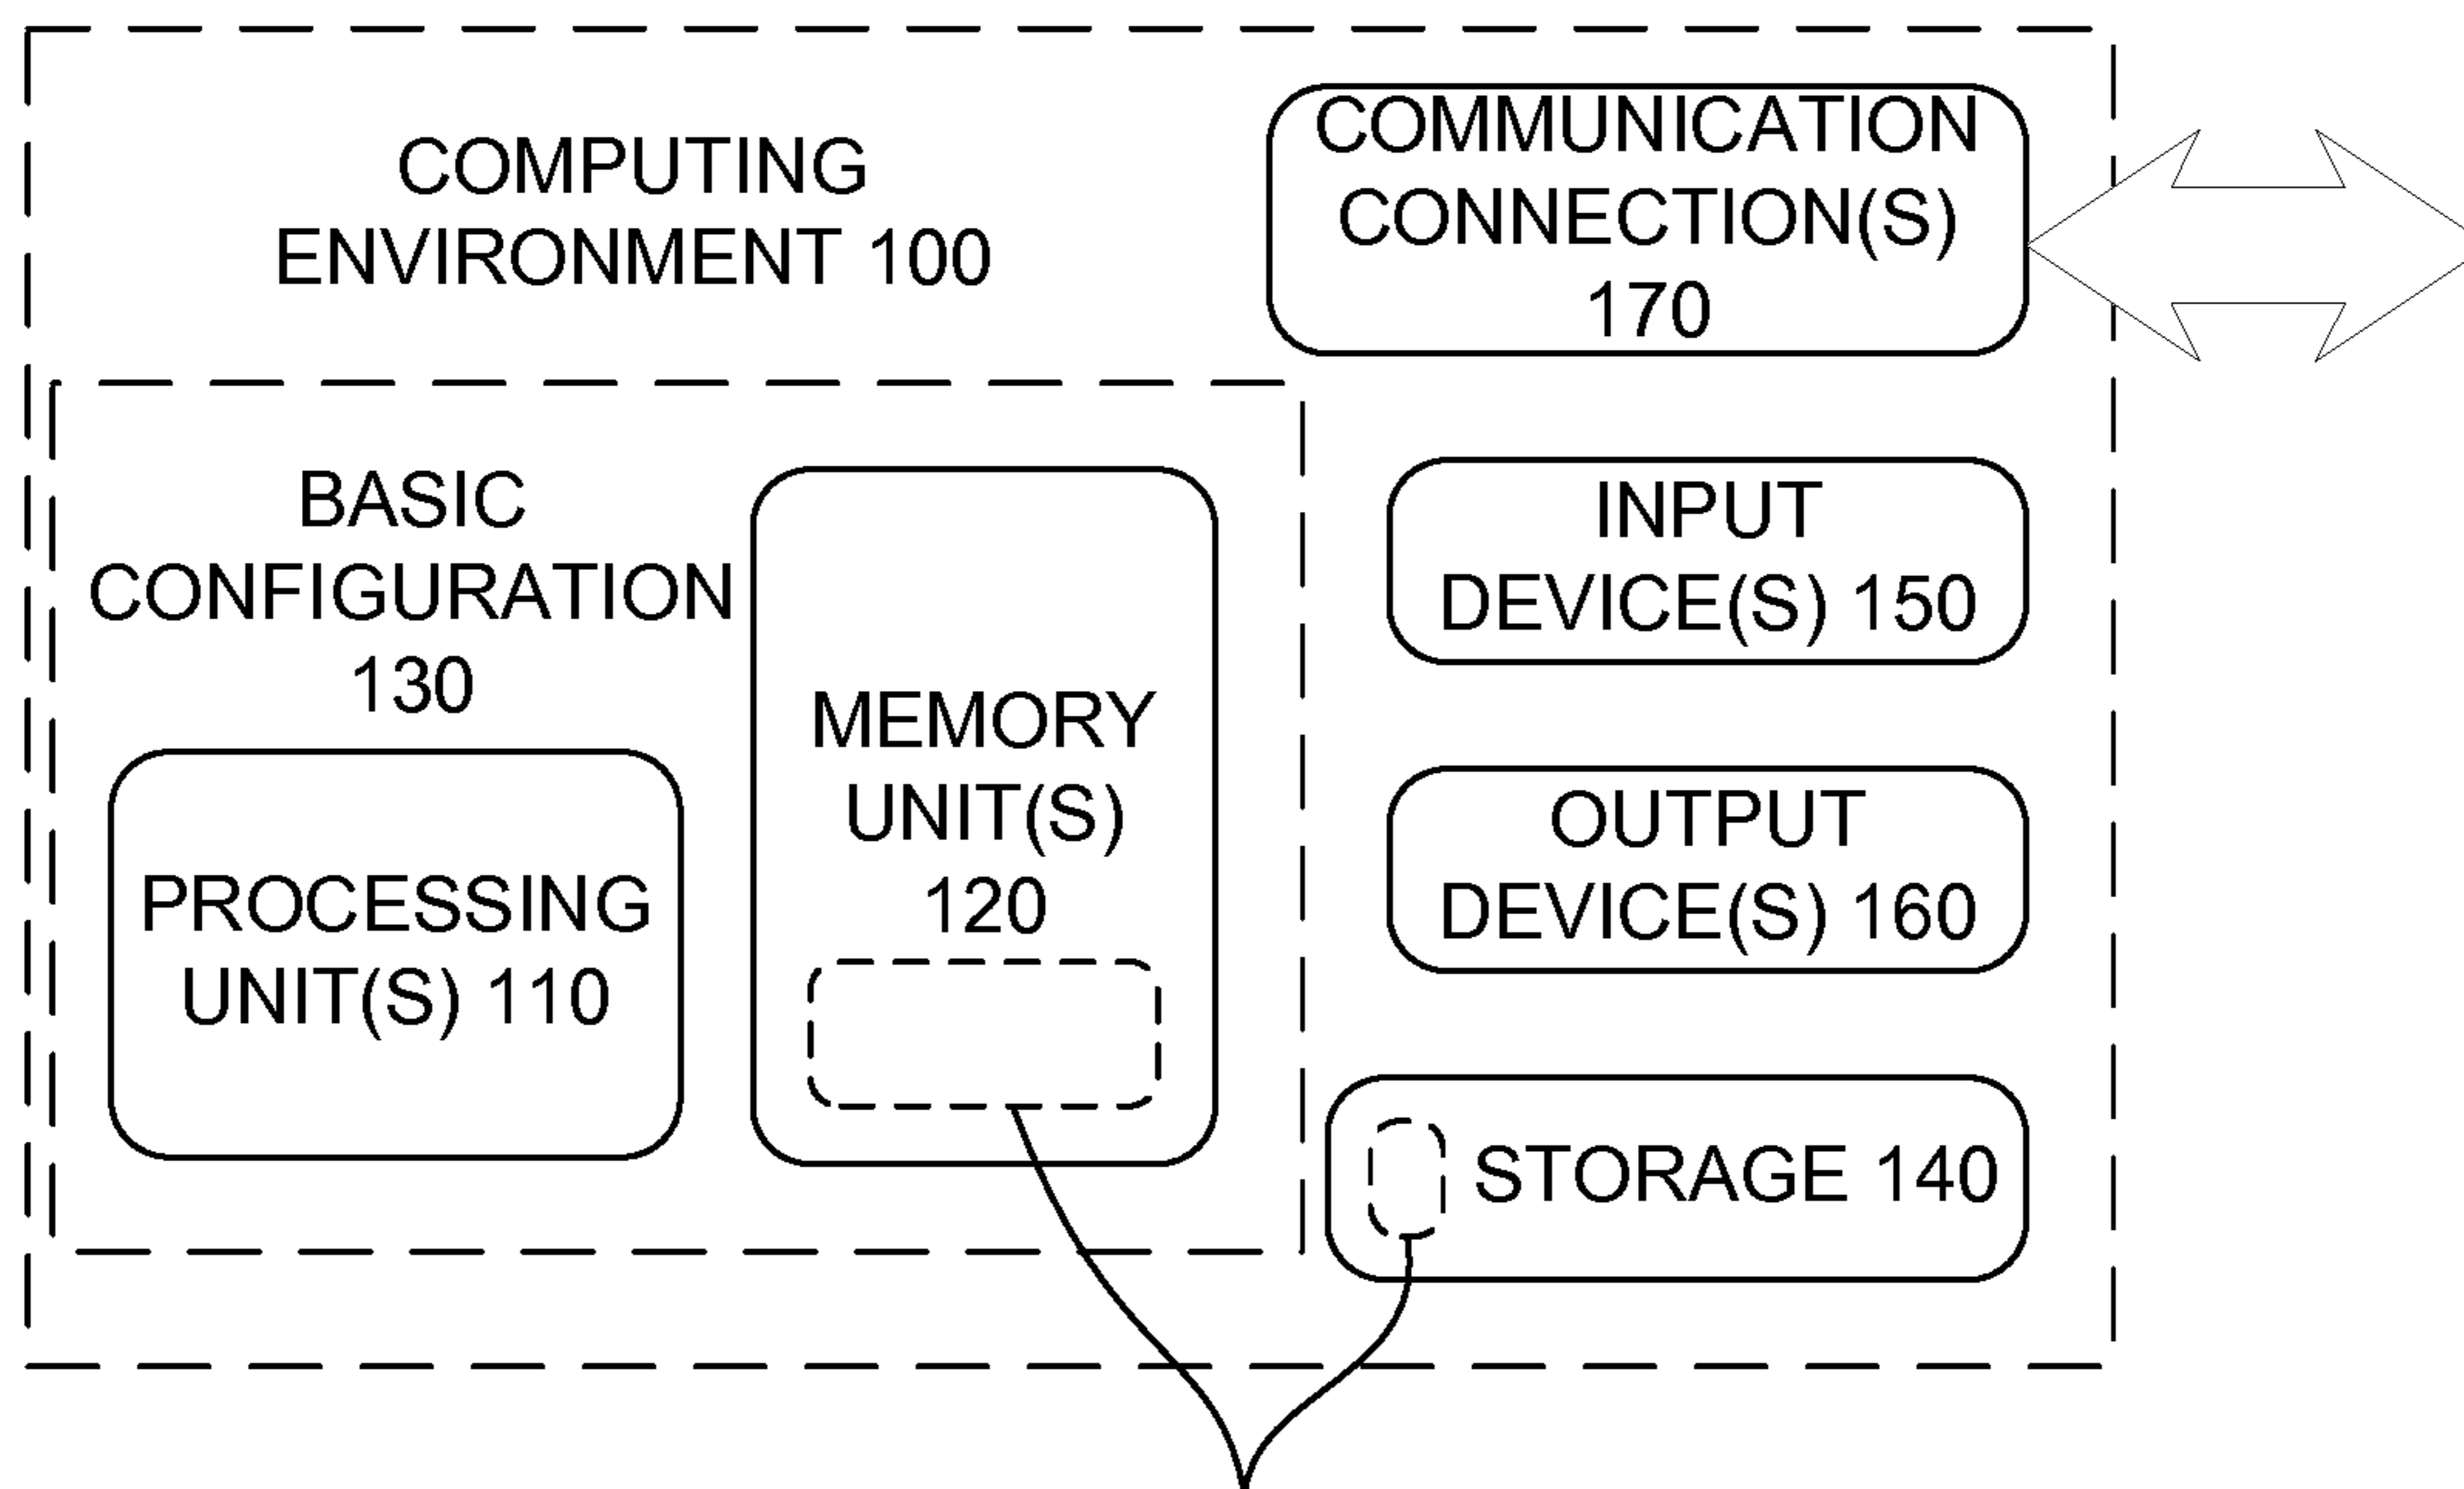 COMPUTING
ENVIRONMENT 100
COMMUNICATION
CONNECTION(S)
170
BASIC
CONFIGURATION
130
PROCESSING
UNIT(S) 110
MEMORY
UNIT(S)
120
INPUT
DEVICE(S) 150
OUTPUT
DEVICE(S) 160
STORAGE 140